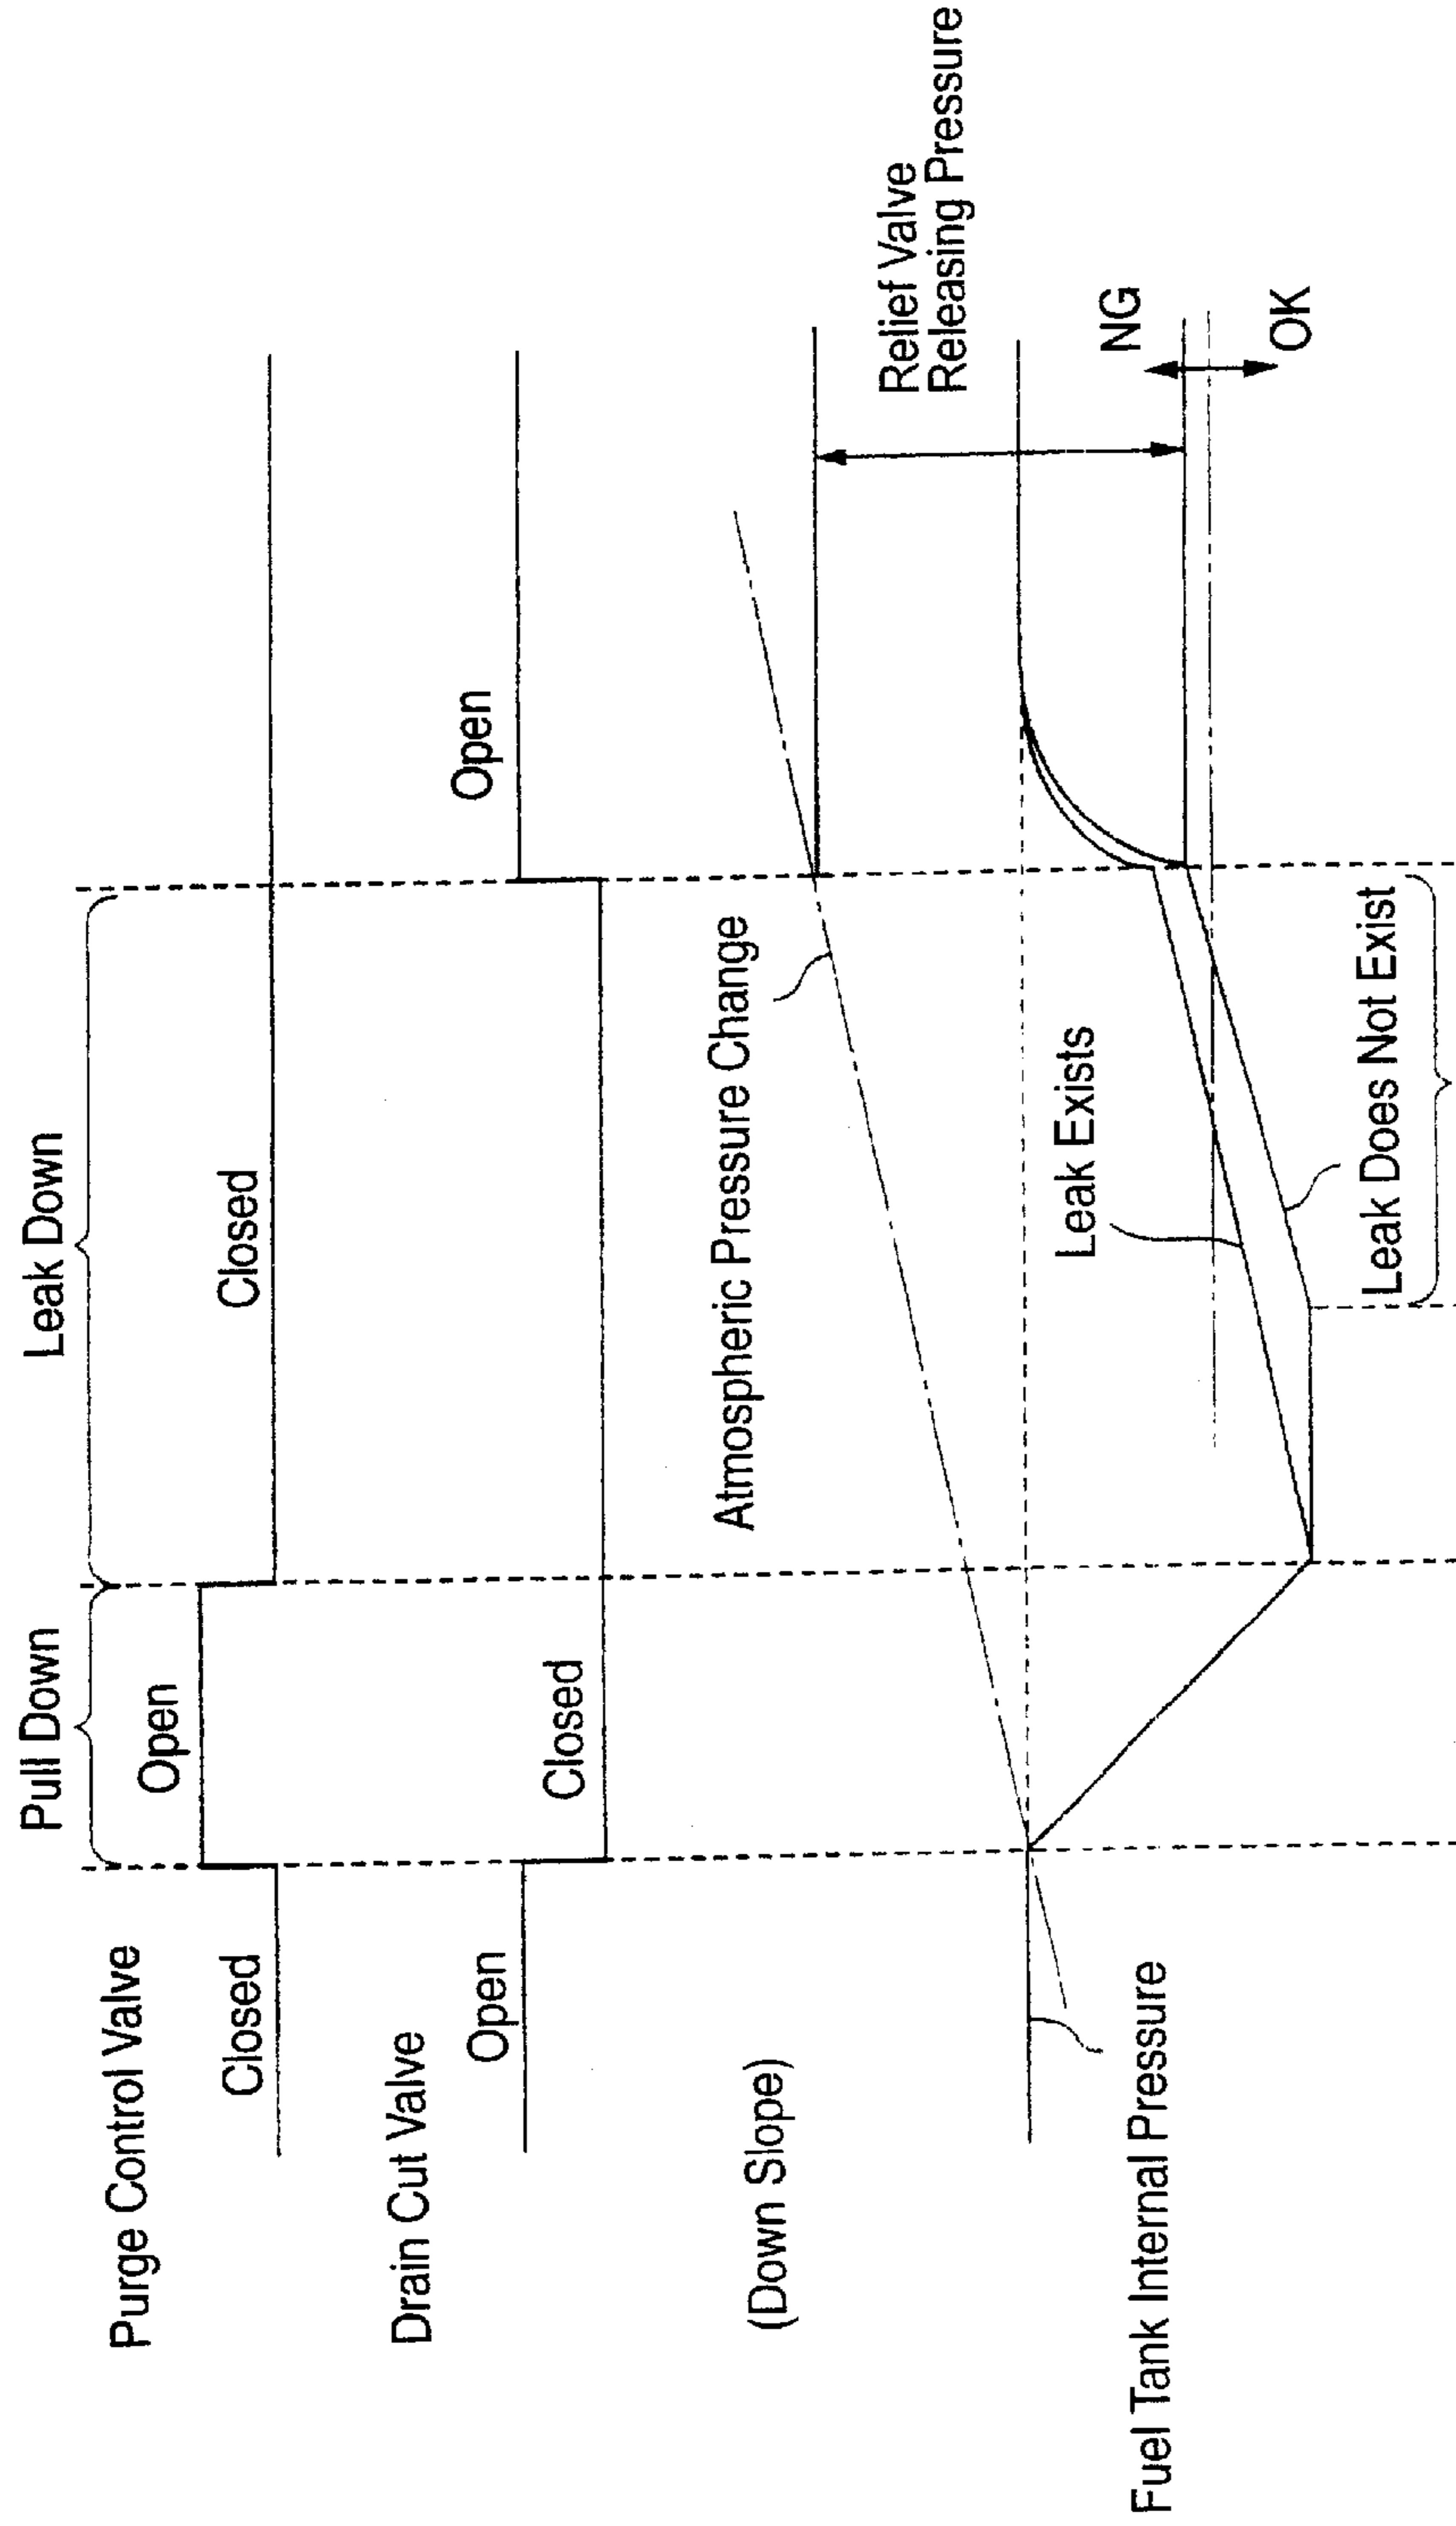 Pull Down
Leak Down
Purge Control Valve
Closed
Open
Closed
Drain Cut Valve
Open
Closed
Open
(Down Slope)
Atmospheric Pressure Change
Relief Valve
Releasing Pressure
Fuel Tank Internal Pressure
Leak Exists
NG
OK
Leak Does Not Exist